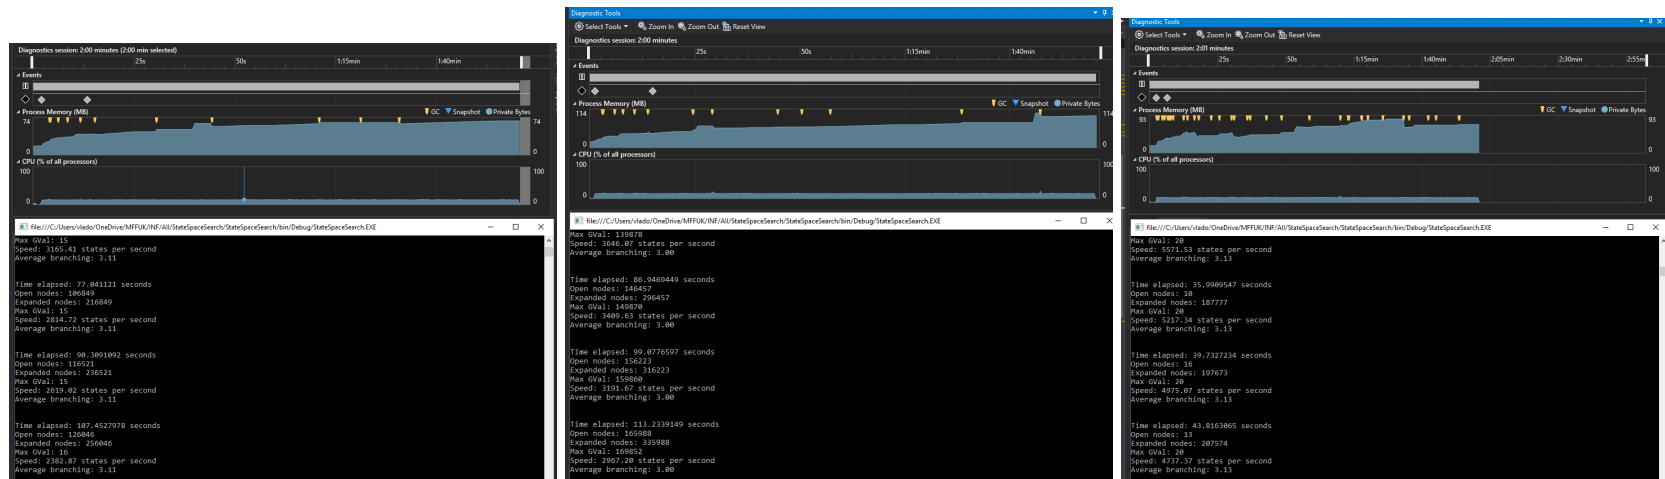 Diagnostics session: 2:00 minutes (2:00 min selected)
25s 50s 1:15min 1:40min
Events
Process Memory (MB) GC Snapshot Private Bytes
74 74
0 0
CPU (% of all processors)
100 100
0 0
file:///C:/Users/vlado/OneDrive/MFFUK/INF/All/StateSpaceSearch/StateSpaceSearch/bin/Debug/StateSpaceSearch.EXE
Max GVal: 15
Speed: 3165.41 states per second
Average branching: 3.11
Time elapsed: 77.041121 seconds
Open nodes: 106849
Expanded nodes: 216849
Max GVal: 15
Speed: 2814.72 states per second
Average branching: 3.11
Time elapsed: 90.3091092 seconds
Open nodes: 116521
Expanded nodes: 236521
Max GVal: 15
Speed: 2619.02 states per second
Average branching: 3.11
Time elapsed: 107.4527978 seconds
Open nodes: 126046
Expanded nodes: 256046
Max GVal: 16
Speed: 2382.87 states per second
Average branching: 3.11
Diagnostic Tools
Select Tools Zoom In Zoom Out Reset View
Diagnostics session: 2:00 minutes
25s 50s 1:15min 1:40min
Events
Process Memory (MB) GC Snapshot Private Bytes
114 114
0 0
CPU (% of all processors)
100 100
0 0
file:///C:/Users/vlado/OneDrive/MFFUK/INF/All/StateSpaceSearch/StateSpaceSearch/bin/Debug/StateSpaceSearch.EXE
Max GVal: 139878
Speed: 3646.07 states per second
Average branching: 3.00
Time elapsed: 86.9469449 seconds
Open nodes: 146457
Expanded nodes: 296457
Max GVal: 149870
Speed: 3409.63 states per second
Average branching: 3.00
Time elapsed: 99.0776597 seconds
Open nodes: 156223
Expanded nodes: 316223
Max GVal: 159860
Speed: 3191.67 states per second
Average branching: 3.00
Time elapsed: 113.2339149 seconds
Open nodes: 165988
Expanded nodes: 335988
Max GVal: 169852
Speed: 2967.20 states per second
Average branching: 3.00
Diagnostic Tools
Select Tools Zoom In Zoom Out Reset View
Diagnostics session: 2:01 minutes
25s 50s 1:15min 1:40min 2:05min 2:30min 2:55m
Events
Process Memory (MB) GC Snapshot Private Bytes
93 93
0 0
CPU (% of all processors)
100 100
0 0
file:///C:/Users/vlado/OneDrive/MFFUK/INF/All/StateSpaceSearch/StateSpaceSearch/bin/Debug/StateSpaceSearch.EXE
Max GVal: 20
Speed: 5571.53 states per second
Average branching: 3.13
Time elapsed: 35.9909547 seconds
Open nodes: 10
Expanded nodes: 187777
Max GVal: 20
Speed: 5217.34 states per second
Average branching: 3.13
Time elapsed: 39.7327234 seconds
Open nodes: 16
Expanded nodes: 197673
Max GVal: 20
Speed: 4975.07 states per second
Average branching: 3.13
Time elapsed: 43.8163065 seconds
Open nodes: 13
Expanded nodes: 207574
Max GVal: 20
Speed: 4737.37 states per second
Average branching: 3.13